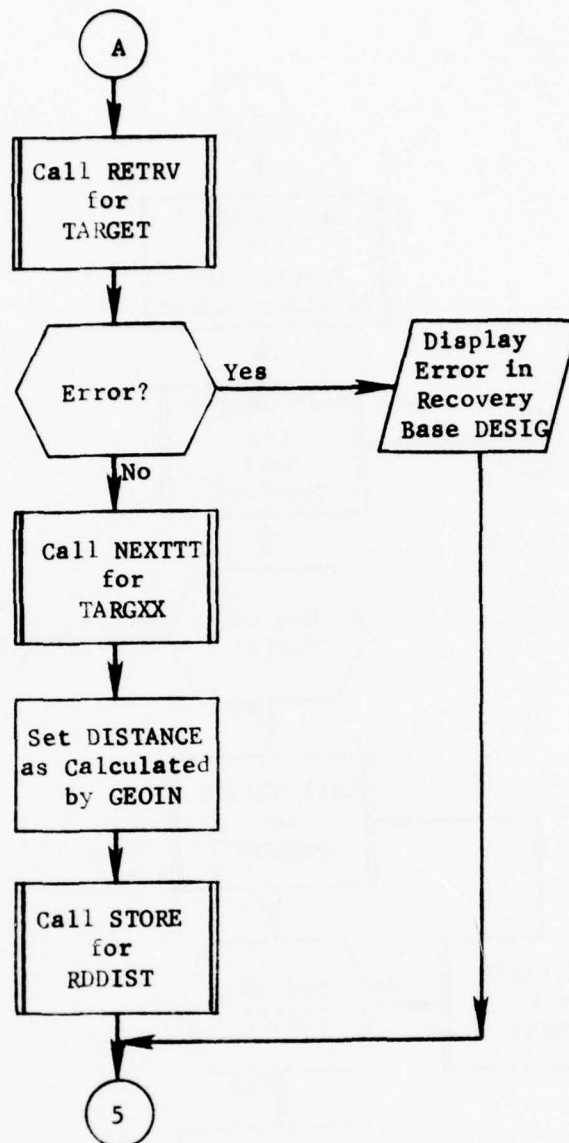 A
Call RETRV
for
TARGET
Error?
Yes
Display
Error in
Recovery
Base DESIG
No
Call NEXTTT
for
TARGXX
Set DISTANCE
as Calculated
by GEOIN
Call STORE
for
RDDIST
5